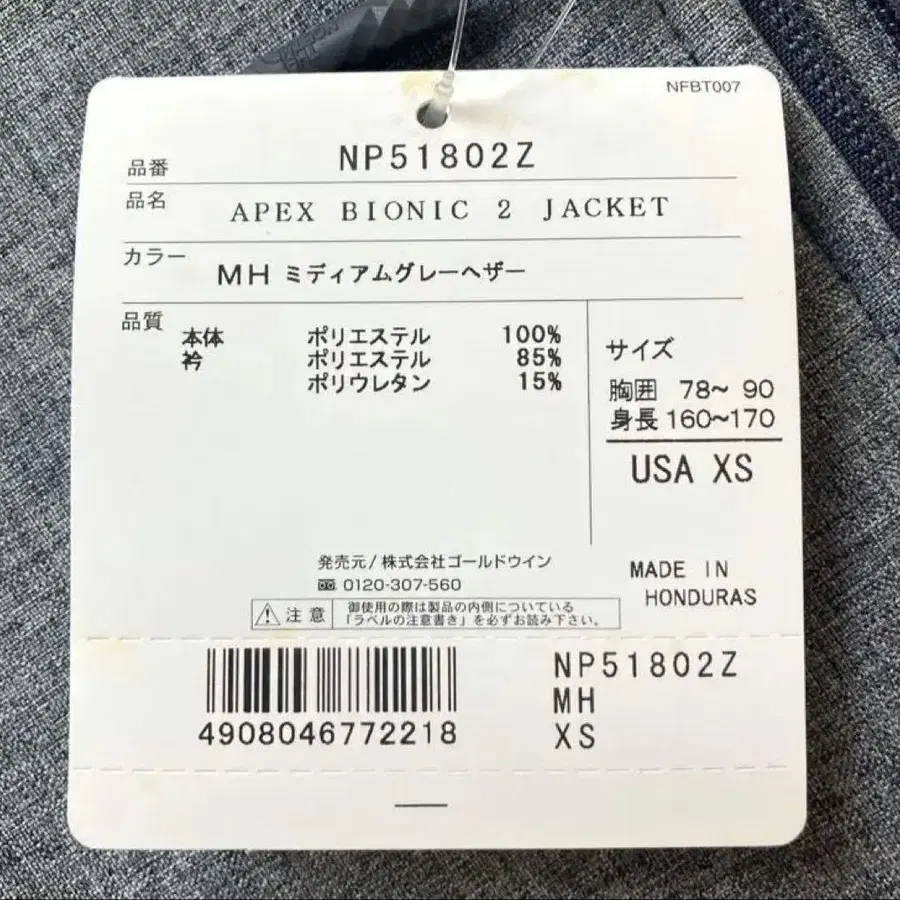 NFBT007
品番 NP51802Z
品名 APEX BIONIC 2 JACKET
カラー MH ミディアムグレーヘザー
品質
本体 ポリエステル 100%
衿 ポリエステル 85%
ポリウレタン 15%
サイズ
胸囲 78~ 90
身長 160~170
USA XS
発売元/株式会社ゴールドウイン
0120-307-560
注意 御使用の際は製品の内側についている
「ラベルの注意書き」を必ずお読み下さい。
MADE IN
HONDURAS
4908046772218
NP51802Z
MH
XS